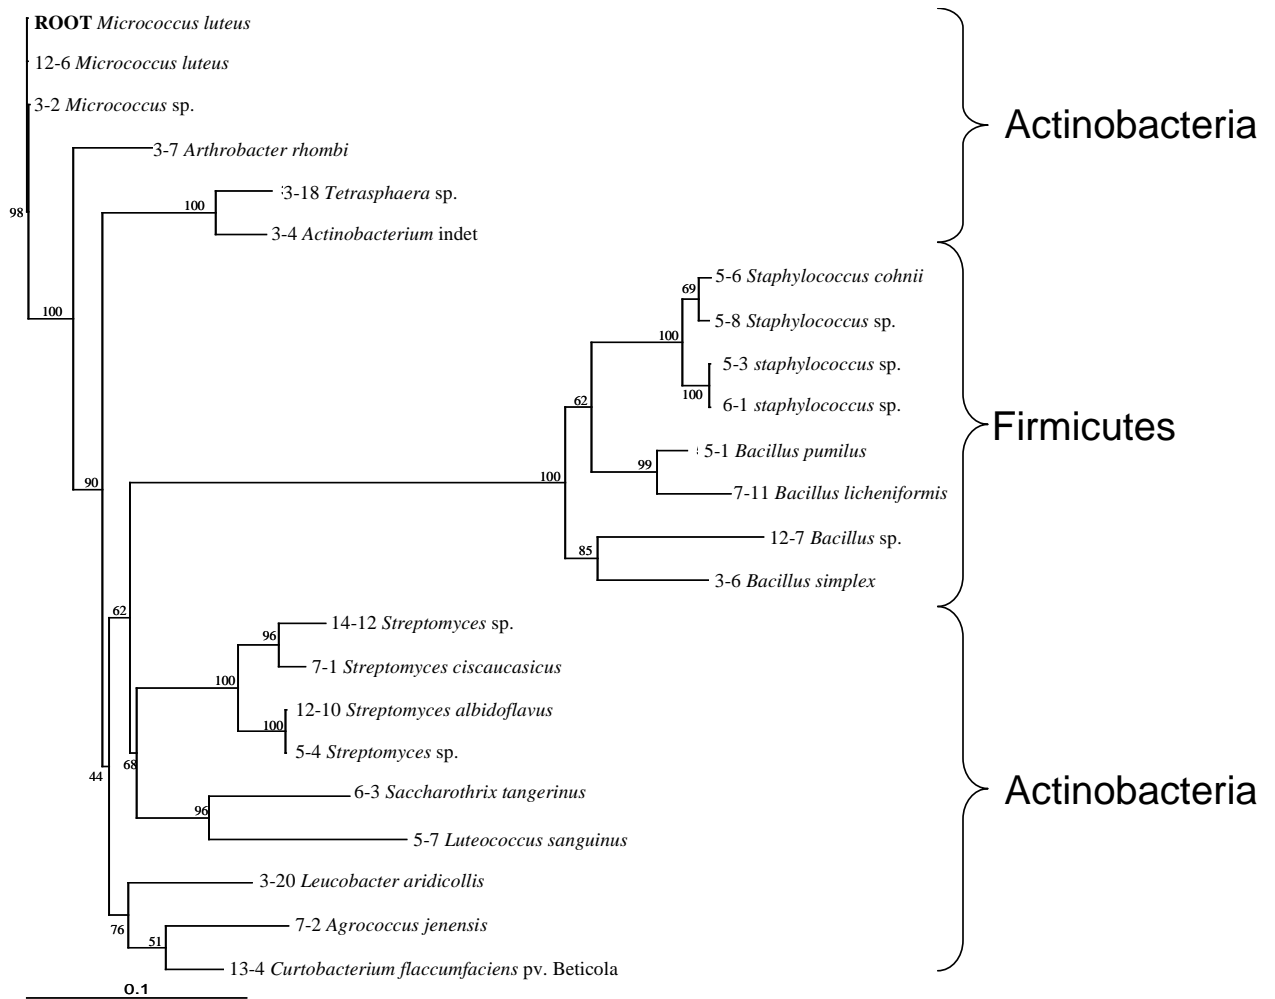 ROOT Micrococcus luteus
12-6 Micrococcus luteus
3-2 Micrococcus sp.
Actinobacteria
3-7 Arthrobacter rhombi
3-18 Tetrasphaera sp.
100
98
3-4 Actinobacterium indet
5-6 Staphylococcus cohnii
69
100
5-8 Staphylococcus sp.
100
5-3 staphylococcus sp.
100
62
6-1 staphylococcus sp.
Firmicutes
5-1 Bacillus pumilus
99
100
90
7-11 Bacillus licheniformis
12-7 Bacillus sp.
85
3-6 Bacillus simplex
62
14-12 Streptomyces sp.
96
7-1 Streptomyces ciscaucasicus
100
12-10 Streptomyces albidoflavus
100
5-4 Streptomyces sp.
68
44
6-3 Saccharothrix tangerinus
Actinobacteria
96
5-7 Luteococcus sanguinus
3-20 Leucobacter aridicollis
7-2 Agrococcus jenensis
76
51
13-4 Curtobacterium flaccumfaciens pv. Beticola
0.1